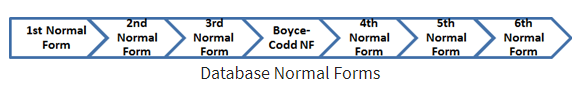 1st Normal
Form
2nd
Normal
Form
3rd
Normal
Form
Boyce-
Codd NF
4th
Normal
Form
5th
Normal
Form
6th
Normal
Form
Database Normal Forms